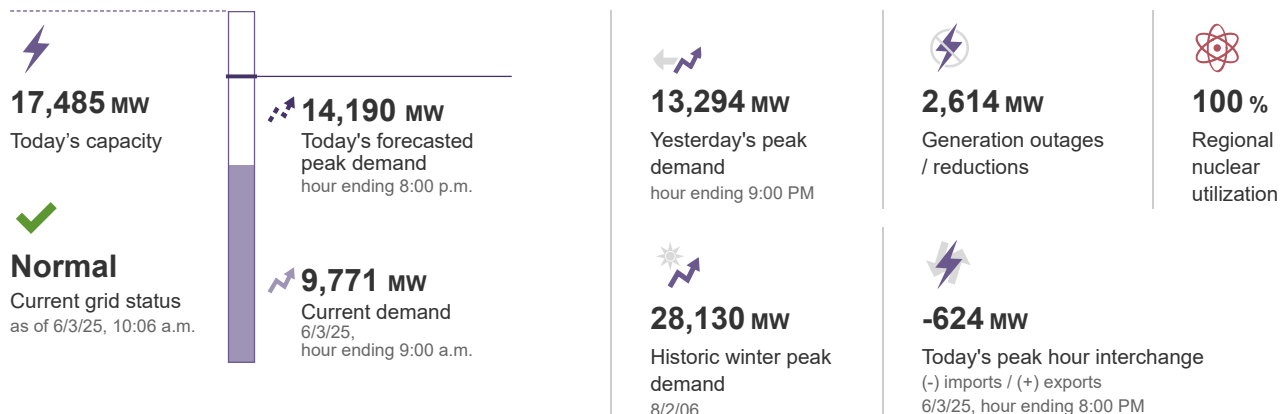 17,485 MW
Today's capacity
Normal
Current grid status
as of 6/3/25, 10:06 a.m.
14,190 MW
Today's forecasted
peak demand
hour ending 8:00 p.m.
9,771 MW
Current demand
6/3/25,
hour ending 9:00 a.m.
13,294 MW
Yesterday's peak
demand
hour ending 9:00 PM
2,614 MW
Generation outages
/ reductions
100 %
Regional
nuclear
utilization
28,130 MW
Historic winter peak
demand
8/2/06
-624 MW
Today's peak hour interchange
(-) imports / (+) exports
6/3/25, hour ending 8:00 PM